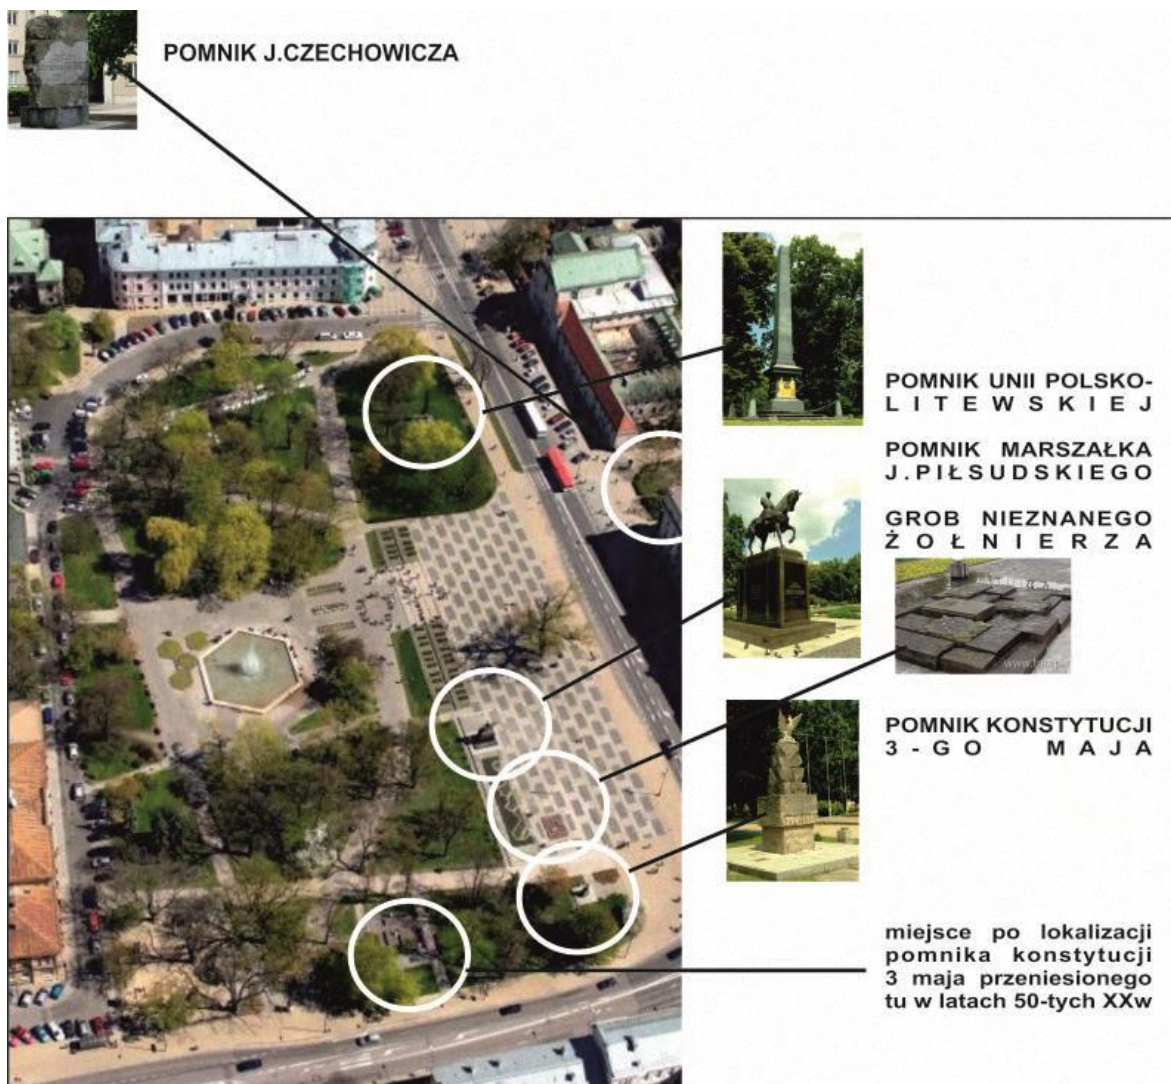 POMNIK J.CZECHOWICZA
POMNIK UNII POLSKO-
LITEWSKIEJ
POMNIK MARSZAŁKA
J.PIŁSUDSKIEGO
GROB NIEZNANEGO
ŻOŁNIERZA
POMNIK KONSTYTUCJI
3-GO MAJA
miejsce po lokalizacji
pomnika konstytucji
3 maja przeniesionego
tu w latach 50-tych XXw